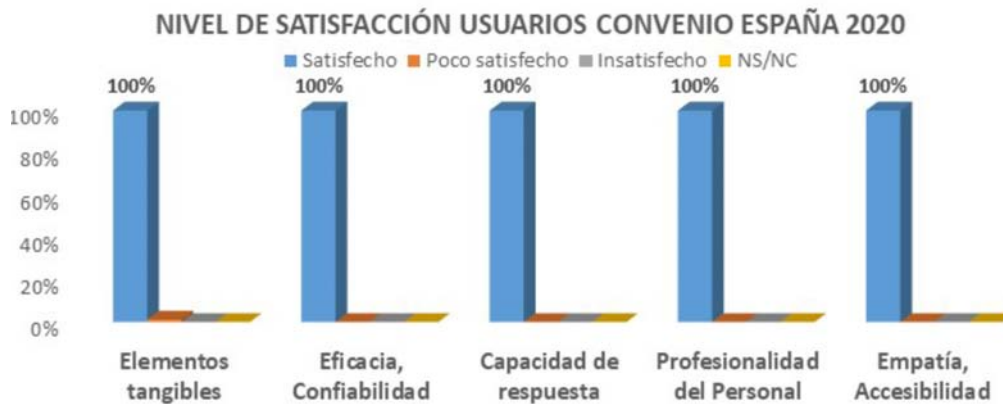 NIVEL DE SATISFACCIÓN USUARIOS CONVENIO ESPAÑA 2020
Satisfecho Poco satisfecho Insatisfecho NS/NC
100% 100% 100% 100% 100%
100%
80%
60%
40%
20%
0%
Elementos tangibles
Eficacia, Confiabilidad
Capacidad de respuesta
Profesionalidad del Personal
Empatía, Accesibilidad